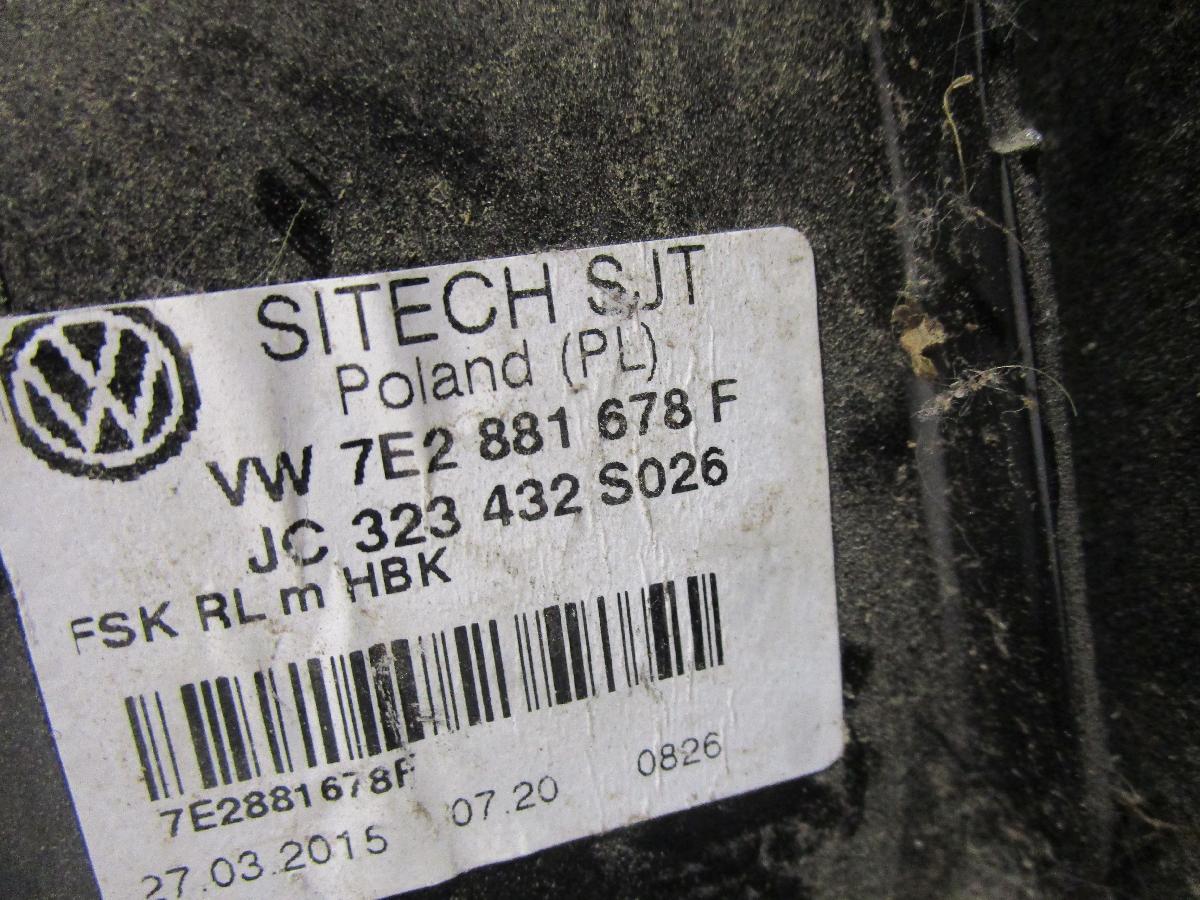 SITECH SJT
Poland (PL)
VW 7E2 881 678 F
JC 323 432 S026
FSK RL m HBK
7E2881678F
27.03.2015 07.20 0826